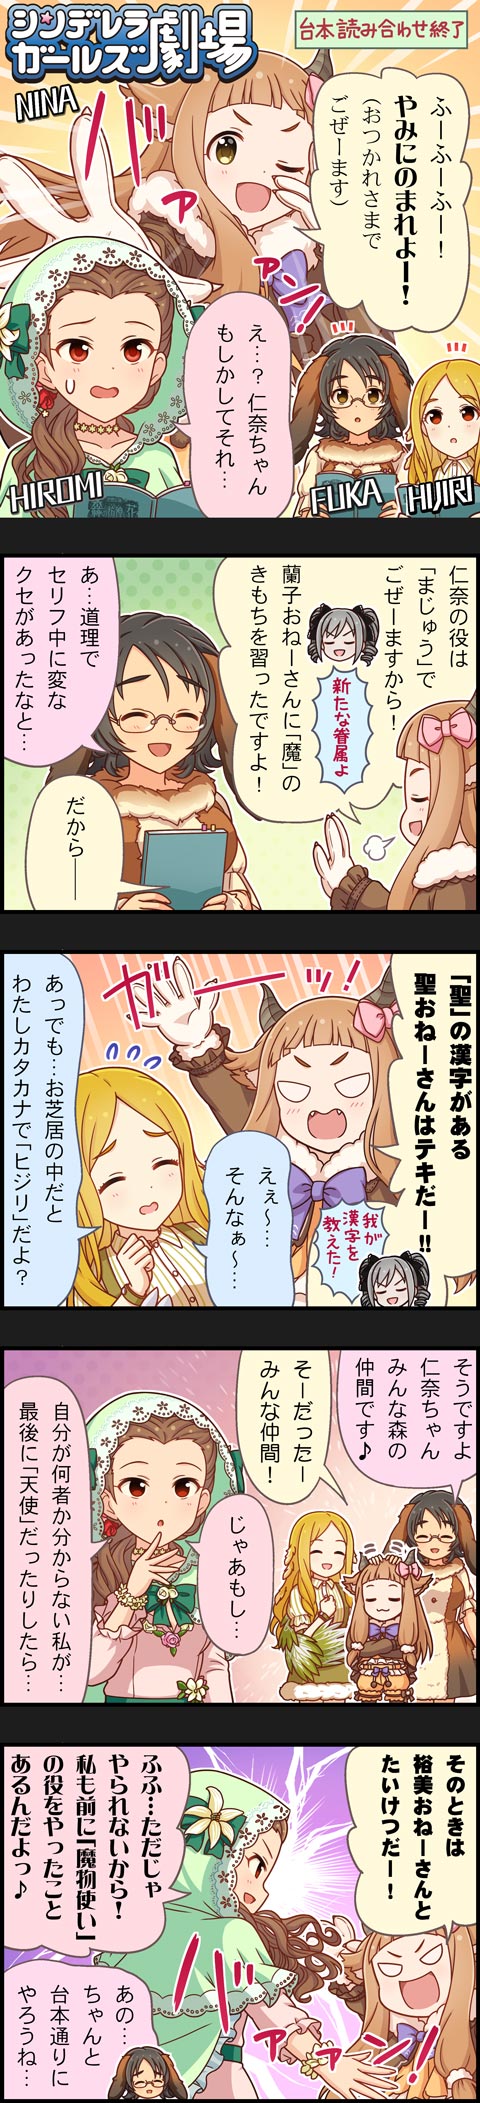 シンデレラ
ガールズ劇場
台本読み合わせ終了
NINA
ふーふーふー！
やみにのまれよー！
（おつかれさまで
ごぜーます）
バァァァン！
え…？仁奈ちゃん
もしかしてそれ…
HIROMI
FUKA
HIJIRI
仁奈の役は
「まじゅう」で
ごぜーますから！
新たな眷属よ
蘭子おねーさんに「魔」の
きもちを習ったですよ！
あ…道理で
セリフ中に変な
クセがあったなと…
だから──
「聖」の漢字がある
聖おねーさんはテキだー！！
ガーーッ！
我が
漢字を
教えた！
えぇ〜…
そんなぁ〜…
あっでも…お芝居の中だと
わたしカタカナで「ヒジリ」だよ？
そうですよ
仁奈ちゃん
みんな森の
仲間です♪
そーだったー
みんな仲間！
じゃあもし…
自分が何者か分からない私が…
最後に「天使」だったりしたら…
そのときは
裕美おねーさんと
たいけつだー！
ふふ…ただじゃ
やられないから！
私も前に「魔物使い」
の役をやったこと
あるんだよっ♪
バァァァン！
あの…
ちゃんと
台本通りに
やろうね…